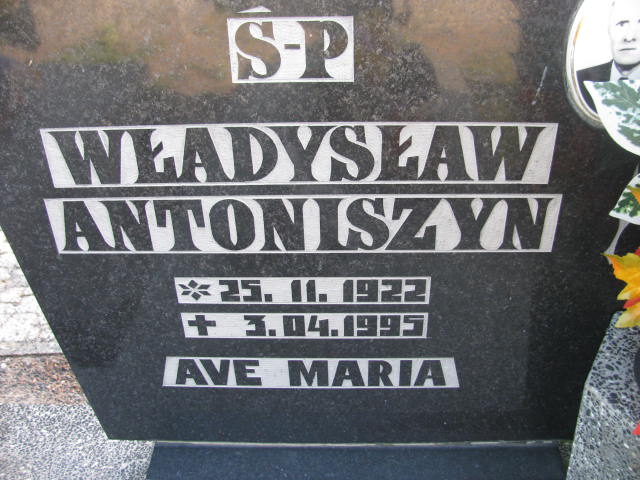 Ś-P
WŁADYSŁAW
ANTONISZYN
25. 11. 1922
3.04.1995
AVE MARIA